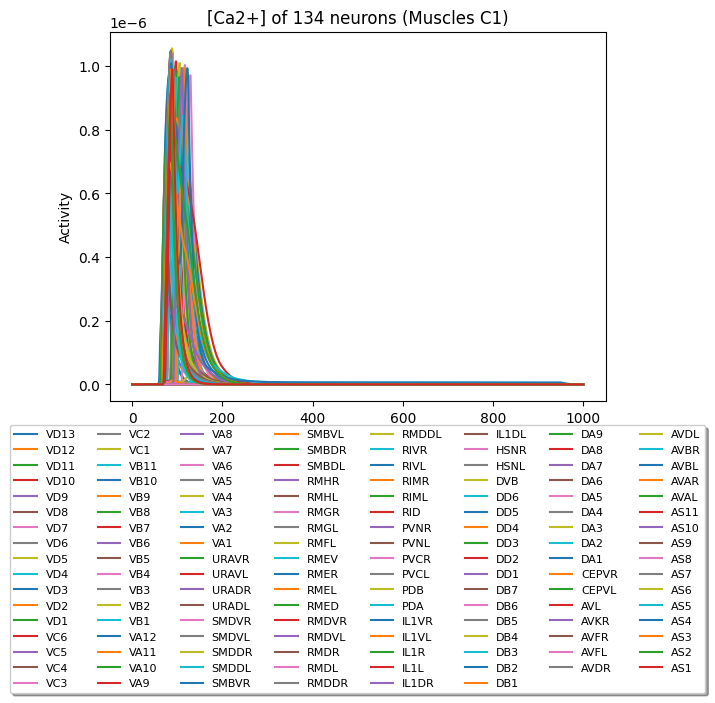 [Ca2+] of 134 neurons (Muscles C1)
1e−6
1.0
0.8
0.6
0.4
0.2
0.0
Activity
0 200 400 600 800 1000
VD13 VC2 VA8 SMBVL RMDDL IL1DL DA9 AVDL
VD12 VC1 VA7 SMBDR RIVR HSNR DA8 AVBR
VD11 VB11 VA6 SMBDL RIVL HSNL DA7 AVBL
VD10 VB10 VA5 RMHR RIMR DVB DA6 AVAR
VD9 VB9 VA4 RMHL RIML DD6 DA5 AVAL
VD8 VB8 VA3 RMGR RID DD5 DA4 AS11
VD7 VB7 VA2 RMGL PVNR DD4 DA3 AS10
VD6 VB6 VA1 RMFL PVNL DD3 DA2 AS9
VD5 VB5 URAVR RMEV PVCR DD2 DA1 AS8
VD4 VB4 URAVL RMER PVCL DD1 CEPVR AS7
VD3 VB3 URADR RMEL PDB DB7 CEPVL AS6
VD2 VB2 URADL RMED PDA DB6 AVL AS5
VD1 VB1 SMDVR RMDVR IL1VR DB5 AVKR AS4
VC6 VA12 SMDVL RMDVL IL1VL DB4 AVFR AS3
VC5 VA11 SMDDR RMDR IL1R DB3 AVFL AS2
VC4 VA10 SMDDL RMDL IL1L DB2 AVDR AS1
VC3 VA9 SMBVR RMDDR IL1DR DB1